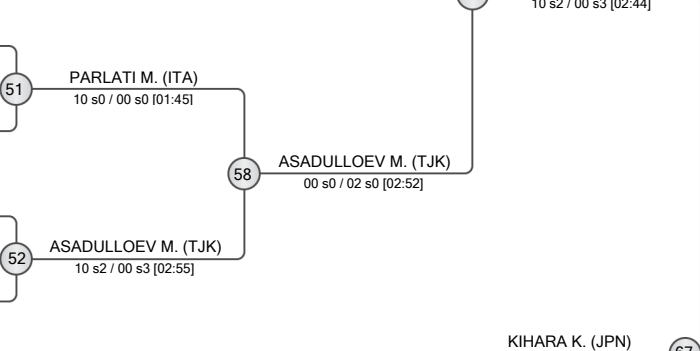 10 s2 / 00 s3 [02:44]
51
PARLATI M. (ITA)
10 s0 / 00 s0 [01:45]
58
ASADULLOEV M. (TJK)
00 s0 / 02 s0 [02:52]
52
ASADULLOEV M. (TJK)
10 s2 / 00 s3 [02:55]
KIHARA K. (JPN)
67